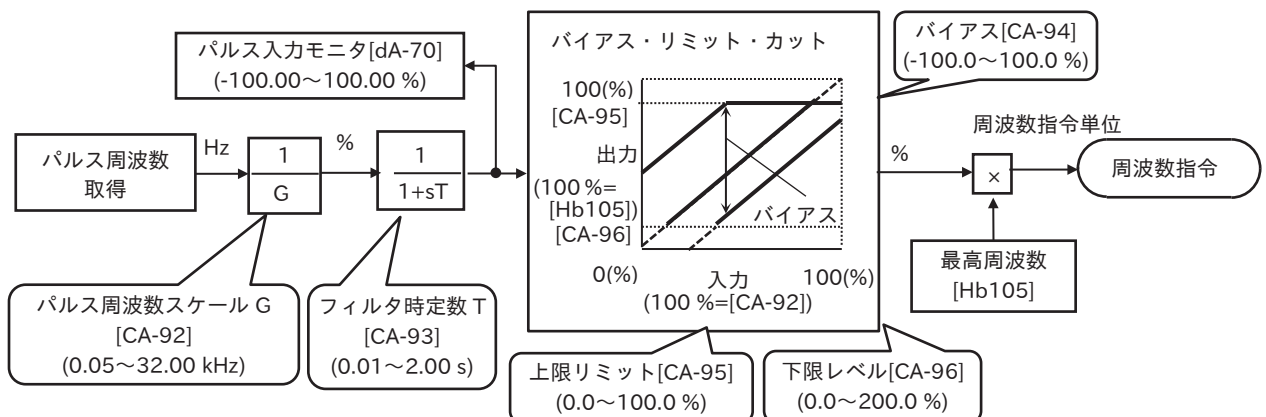 パルス入力モニタ[dA-70]
(-100.00～100.00 %)
バイアス・リミット・カット
バイアス[CA-94]
(-100.0～100.0 %)
パルス周波数
取得
Hz
1
G
%
1
1+sT
100(%)
[CA-95]
出力
(100 %=
[Hb105])
[CA-96]
バイアス
0(%)
入力
100(%)
(100 %=[CA-92])
%
×
周波数指令単位
周波数指令
最高周波数
[Hb105]
パルス周波数スケール G
[CA-92]
(0.05～32.00 kHz)
フィルタ時定数 T
[CA-93]
(0.01～2.00 s)
上限リミット[CA-95]
(0.0～100.0 %)
下限レベル[CA-96]
(0.0～200.0 %)